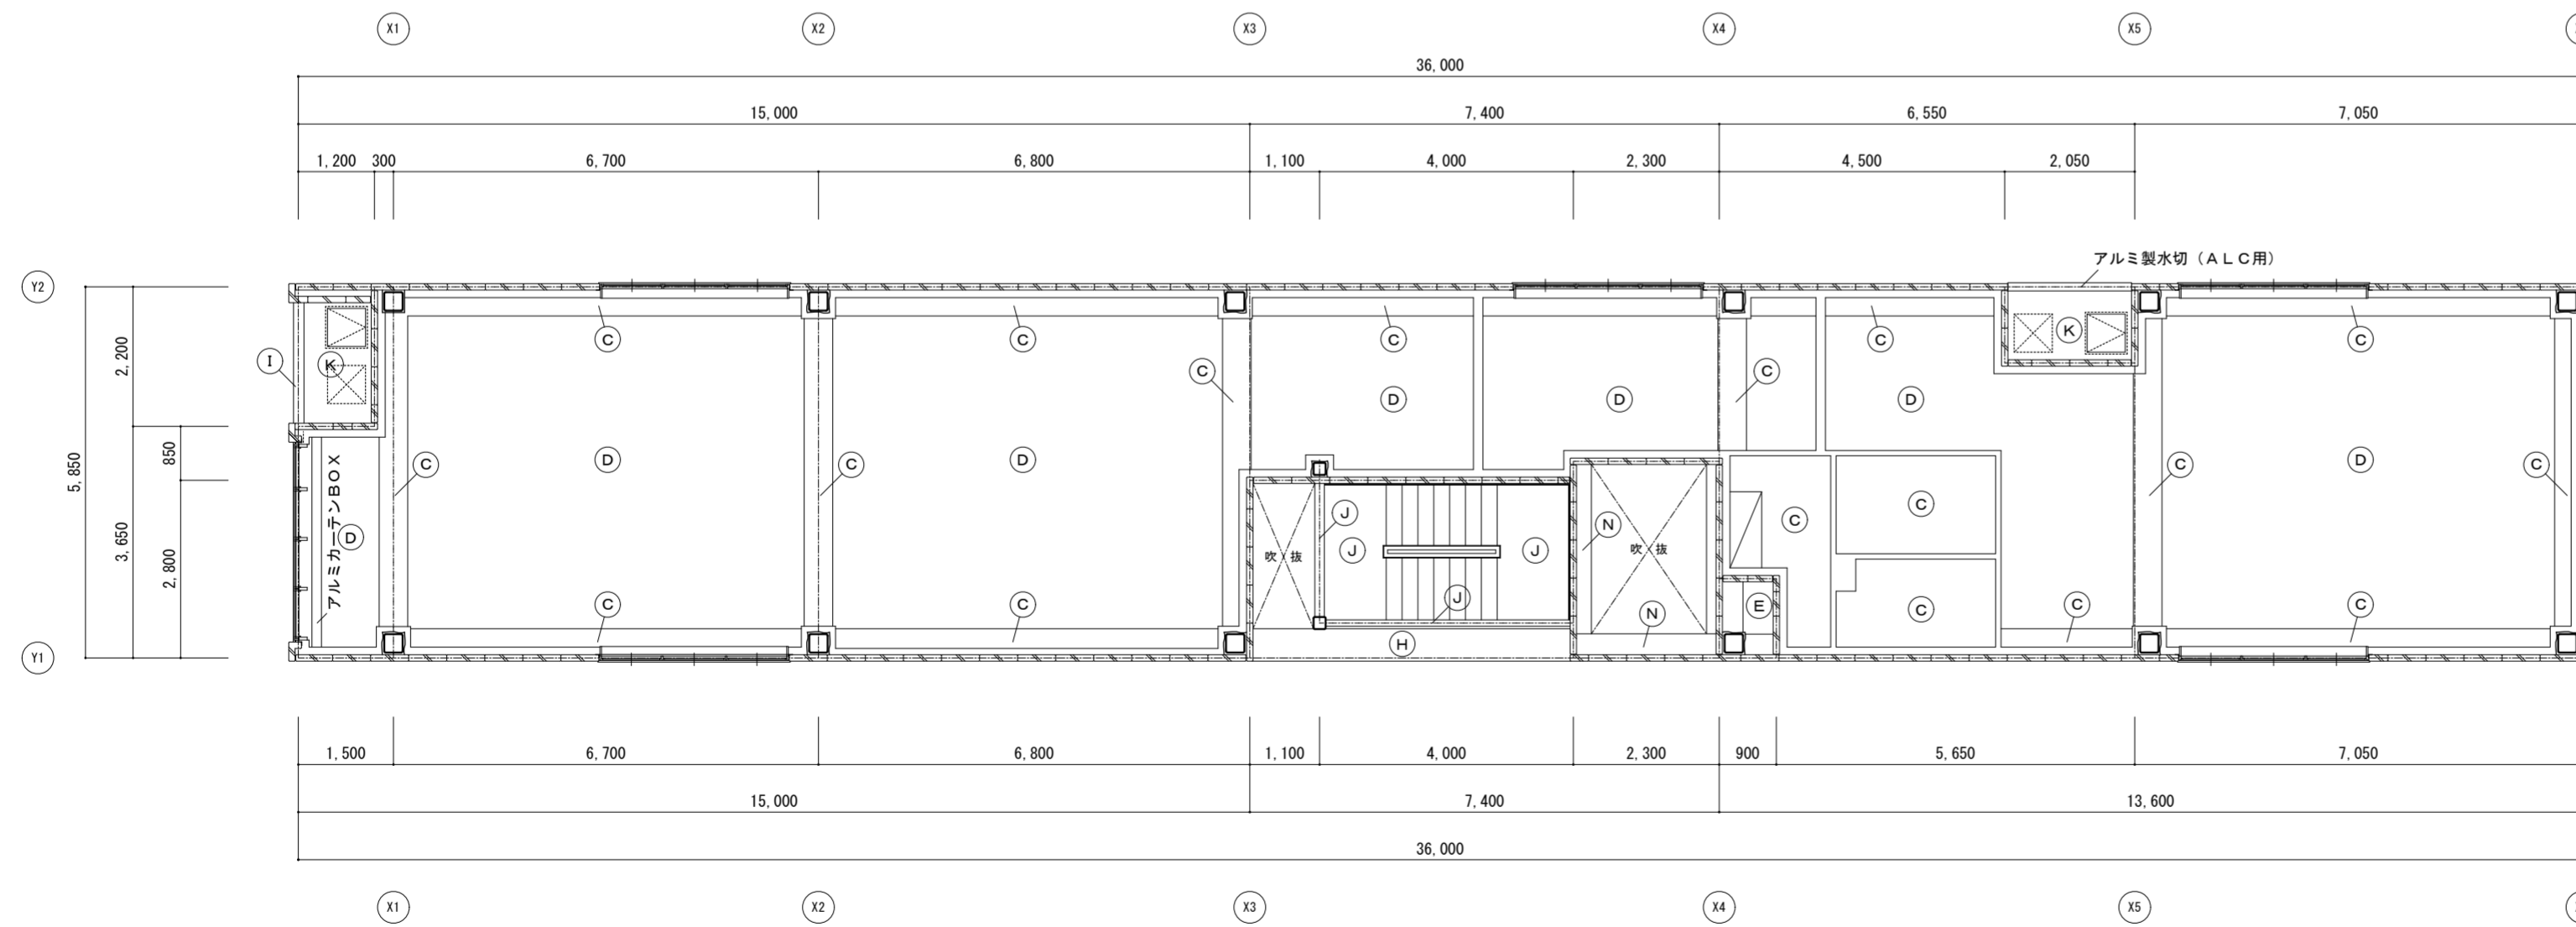 X1 X2 X3 X4 X5
36,000
15,000 7,400 6,550 7,050
1,200 300 6,700 6,800 1,100 4,000 2,300 4,500 2,050
アルミ製水切（ＡＬＣ用）
Y2
K
C C C C C
I K C C
2,200
D D D
850
D D D
C C C C
5,850
アルミカーテンＢＯＸ
C
J C
N
3,650
D
J J
吹 抜
吹 抜
2,800
J
C C E C C
N C
H
Y1
1,500 6,700 6,800 1,100 4,000 2,300 900 5,650 7,050
15,000 7,400 13,600
36,000
X1 X2 X3 X4 X5